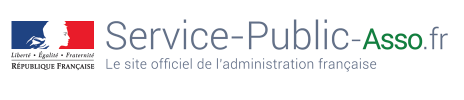 Liberté • Égalité • Fraternité
RÉPUBLIQUE FRANÇAISE
Service-Public-Asso.fr
Le site officiel de l'administration française